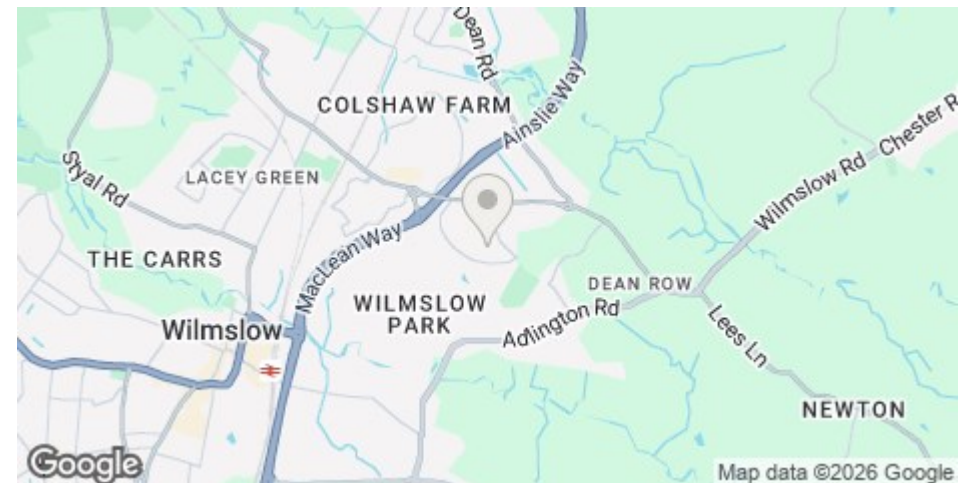 Dean Rd
COLSHAW FARM
Ainslie Way
Chester R
LACEY GREEN
Styal Rd
Wilmslow Rd
MacLean Way
THE CARRS
DEAN ROW
WILMSLOW
PARK
Adlington Rd
Wilmslow
Lees Ln
NEWTON
Google
Map data ©2026 Google